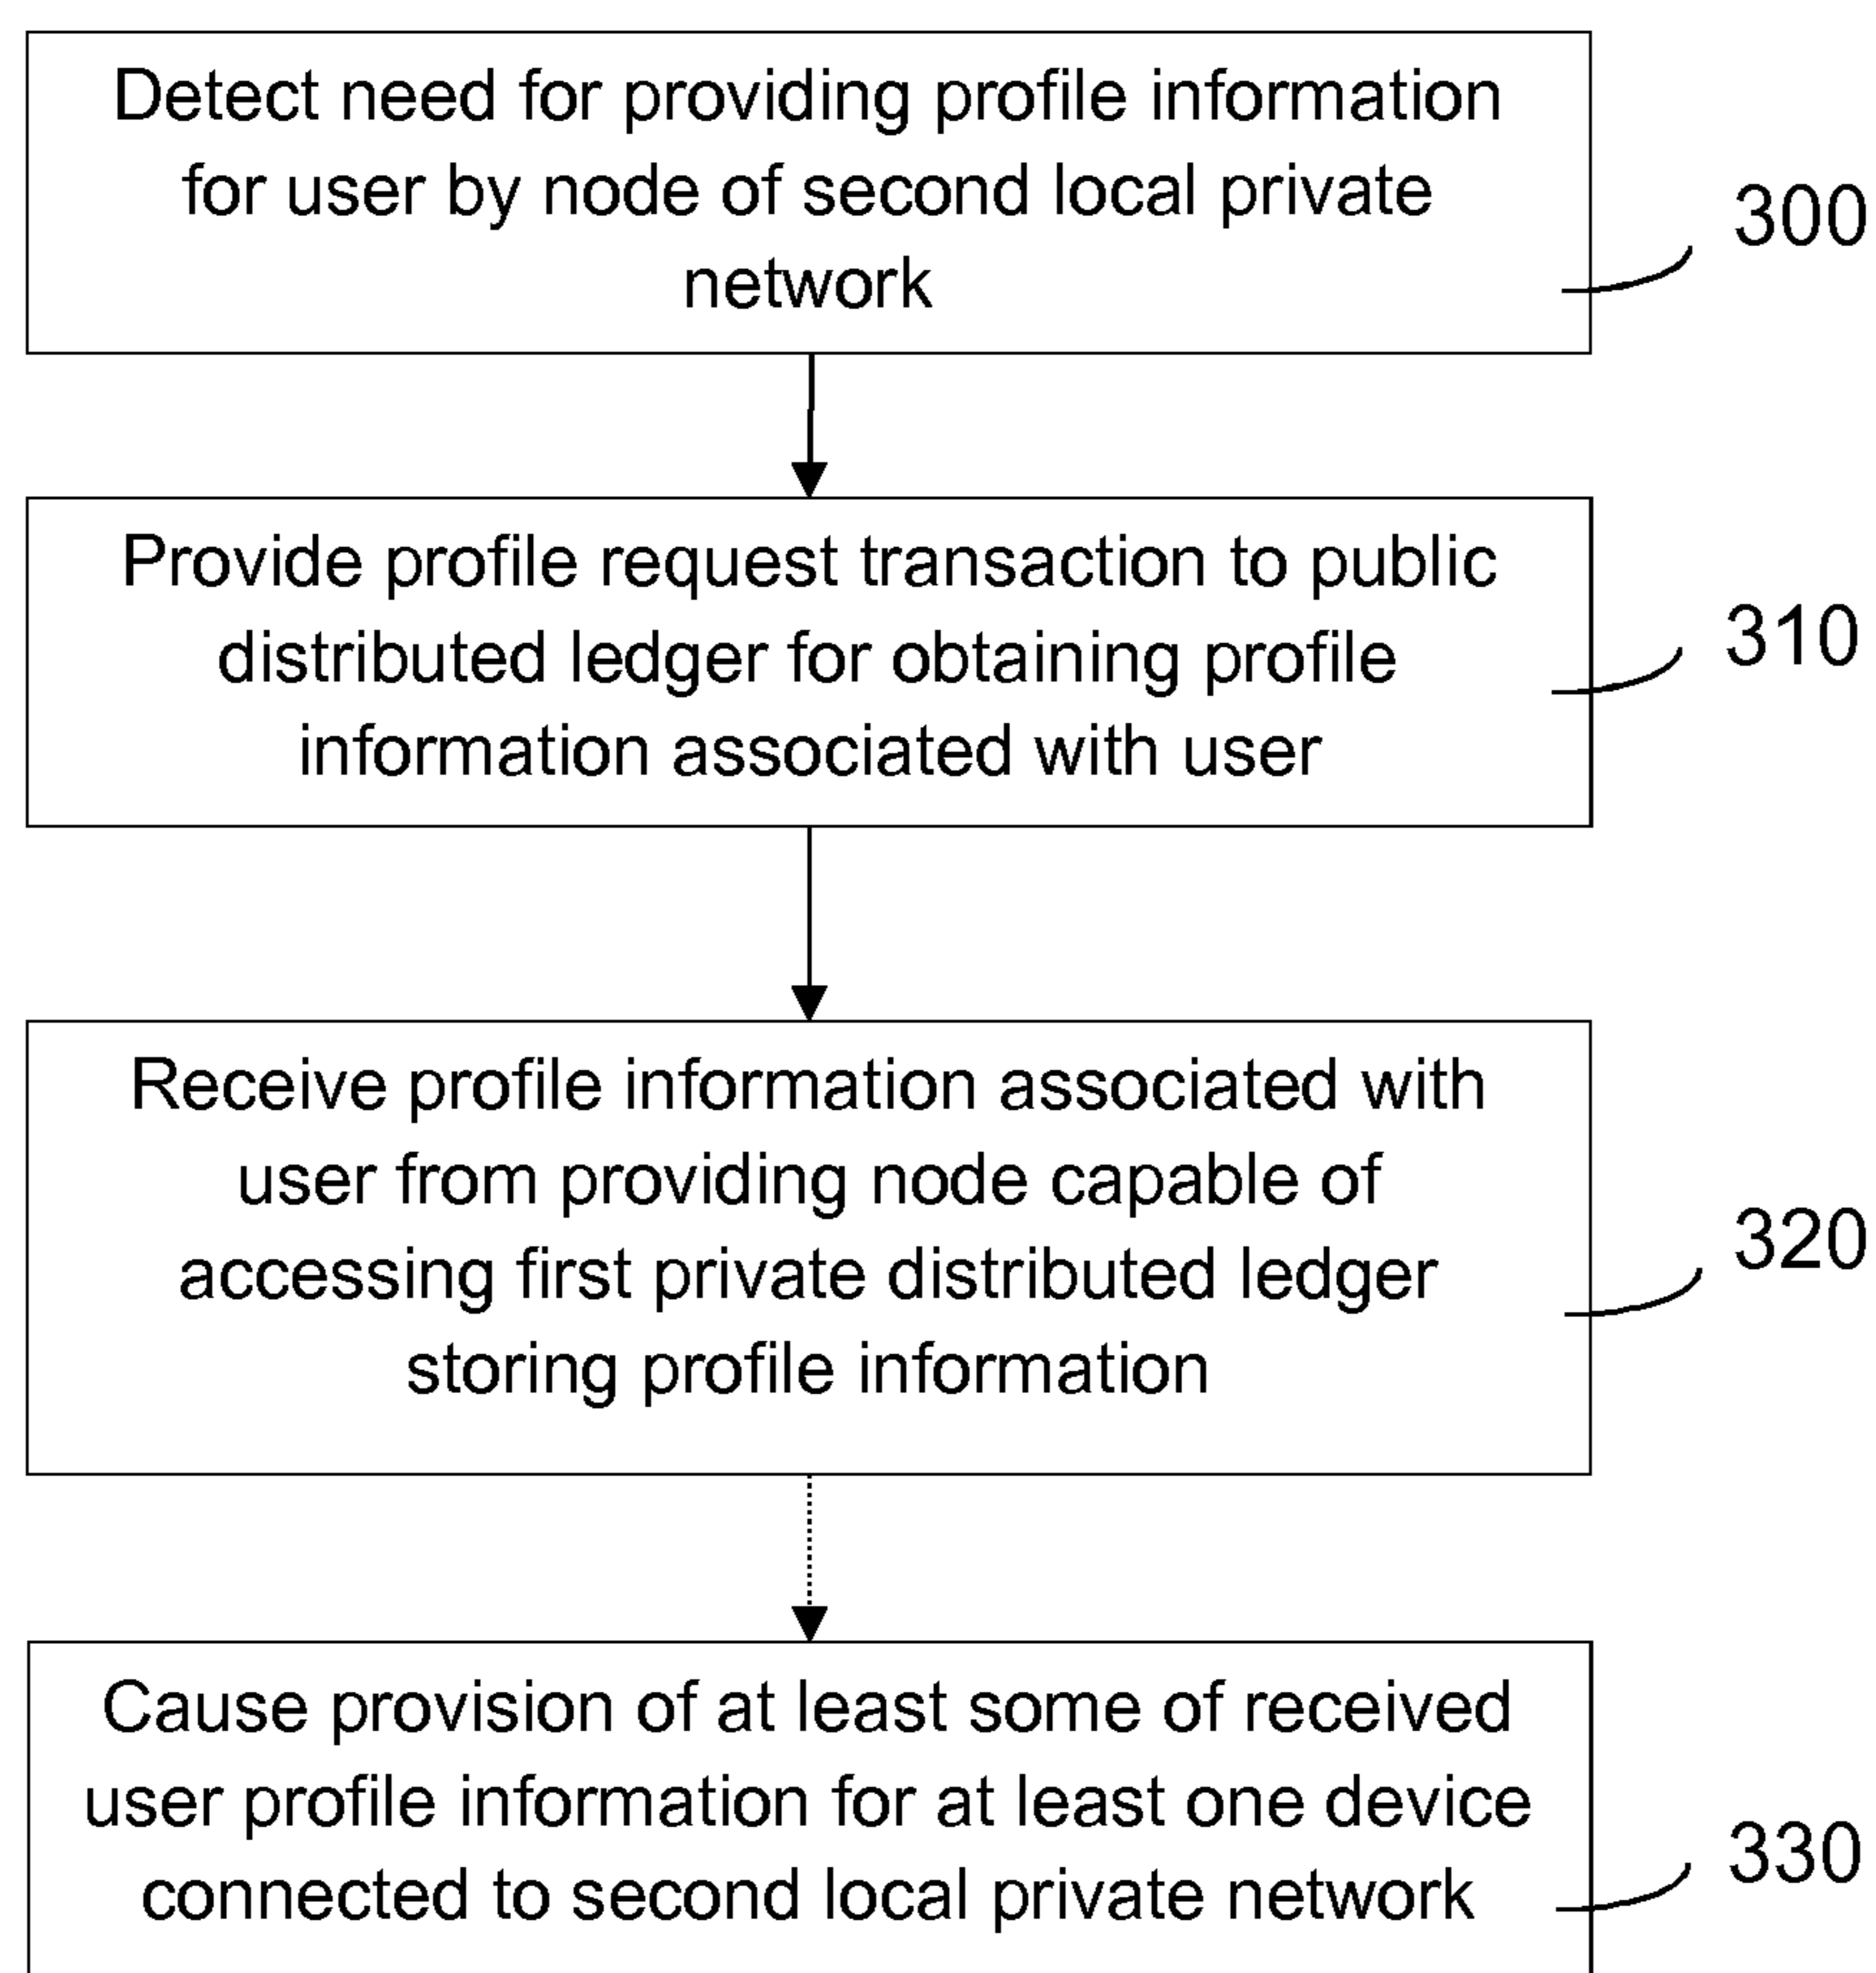 Detect need for providing profile information
for user by node of second local private
network
300
Provide profile request transaction to public
distributed ledger for obtaining profile
information associated with user
310
Receive profile information associated with
user from providing node capable of
accessing first private distributed ledger
storing profile information
320
Cause provision of at least some of received
user profile information for at least one device
connected to second local private network
330